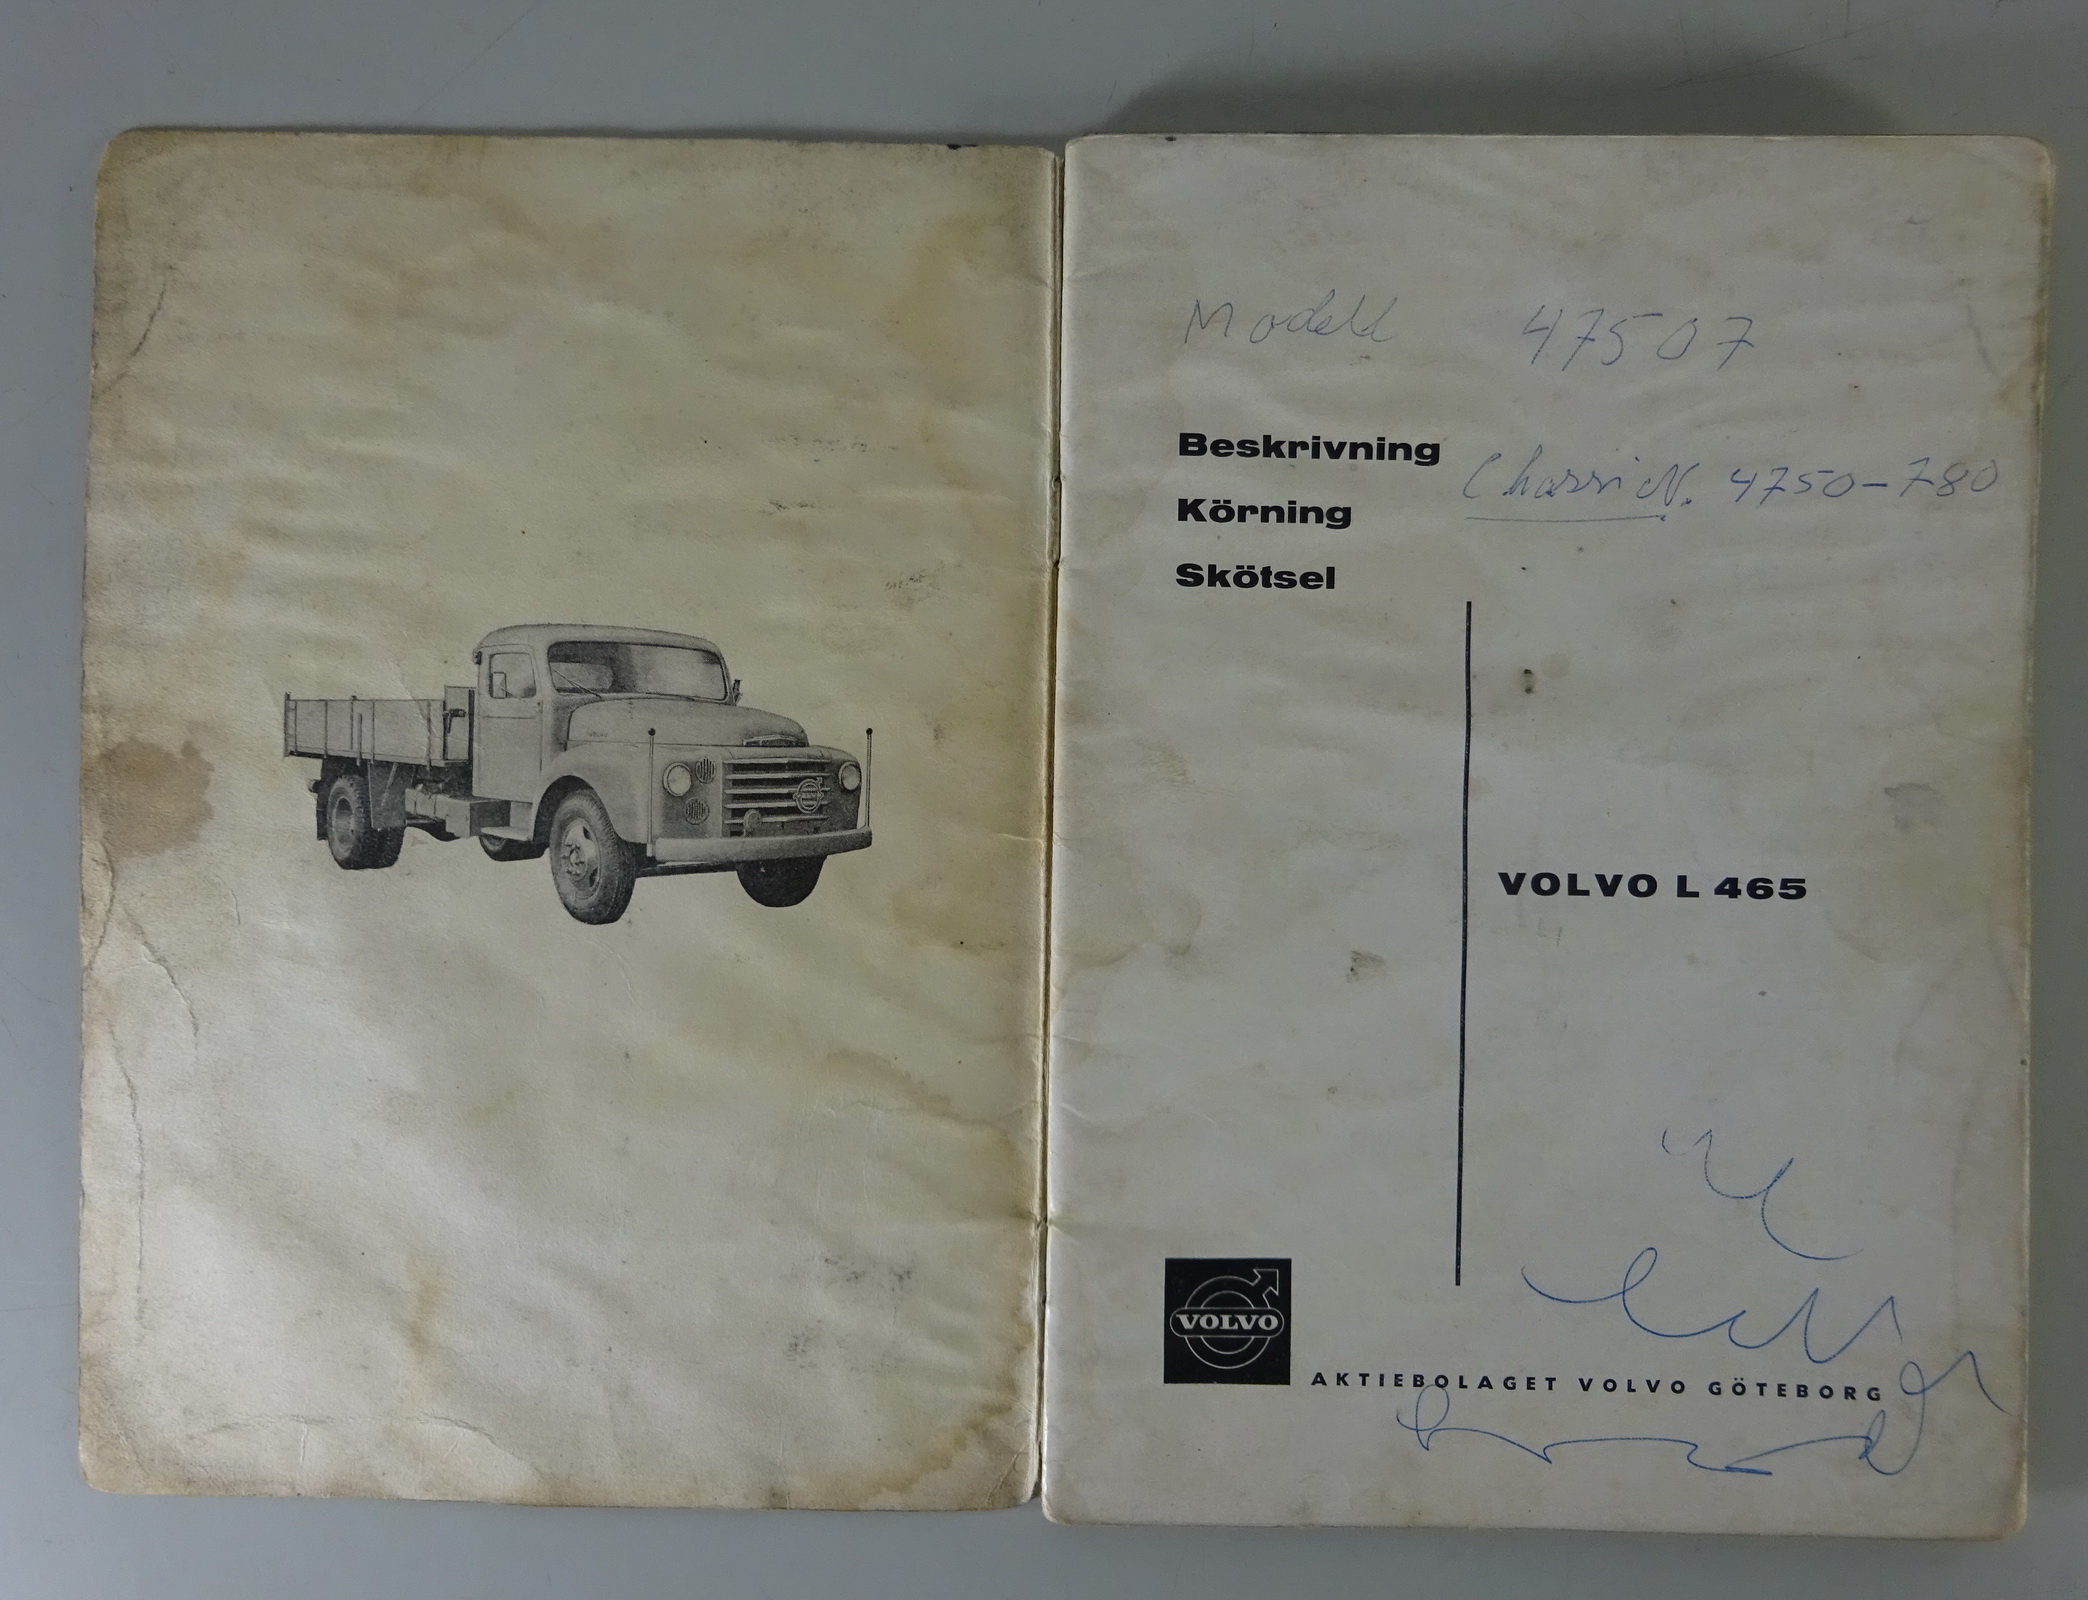 Modell 47507
Beskrivning
Chassi N. 4750-780
Körning
Skötsel
VOLVO L 465
VOLVO
AKTIEBOLAGET VOLVO GÖTEBORG